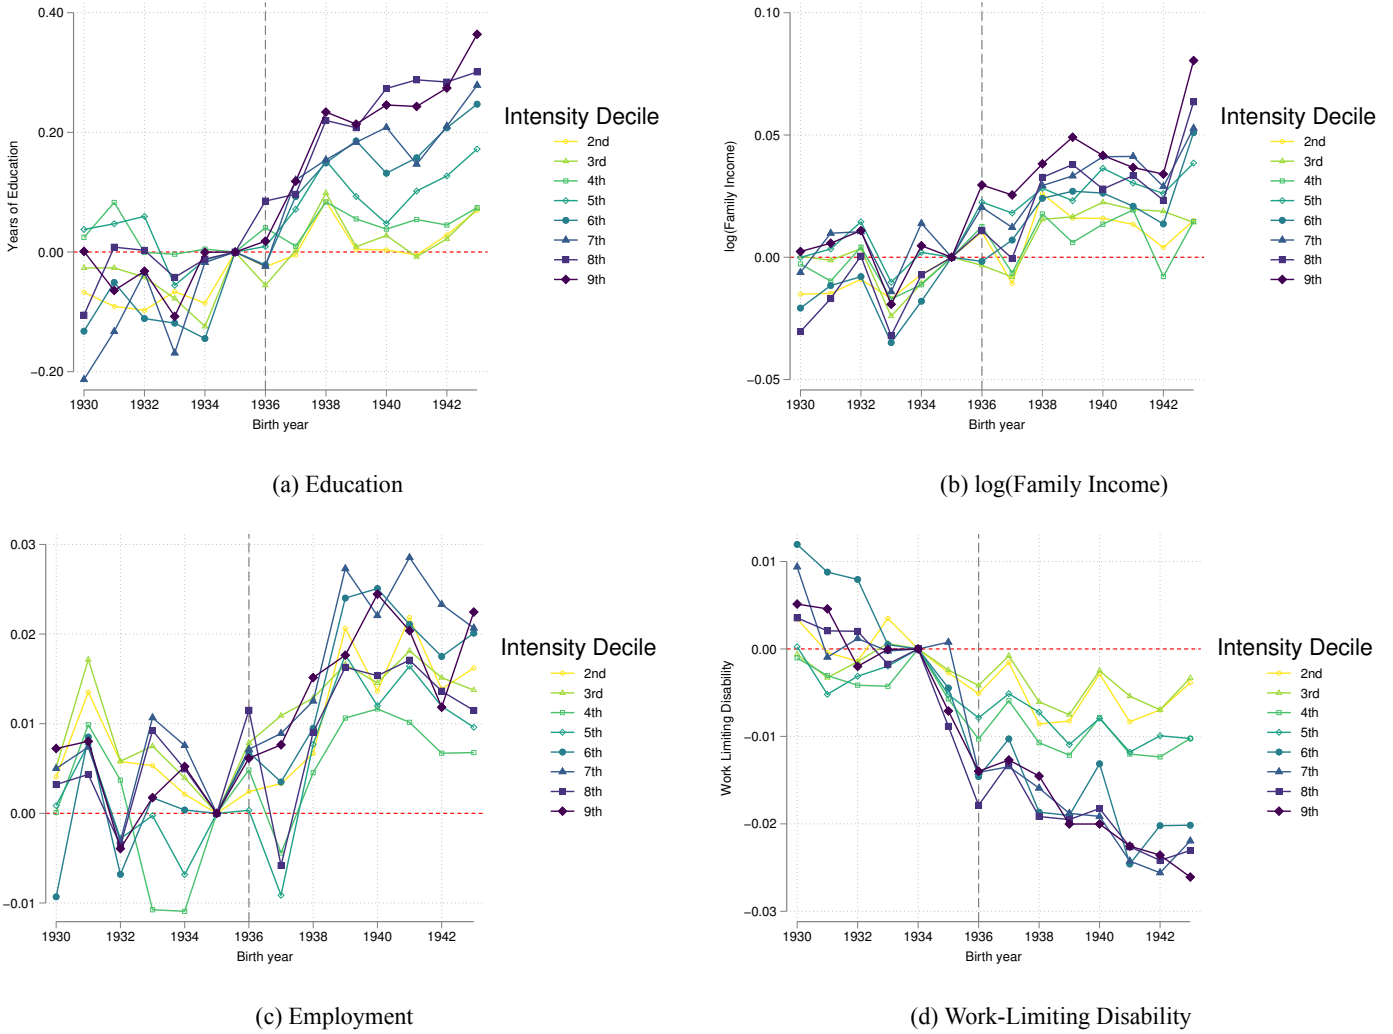 0.40
0.20
0.00
−0.20
Years of Education
1930
1932
1934
1936
1938
1940
1942
Birth year
Intensity Decile
2nd
3rd
4th
5th
6th
7th
8th
9th
(a) Education
0.10
0.05
0.00
−0.05
log(Family Income)
1930
1932
1934
1936
1938
1940
1942
Birth year
Intensity Decile
2nd
3rd
4th
5th
6th
7th
8th
9th
(b) log(Family Income)
0.03
0.02
0.01
0.00
−0.01
Employment
1930
1932
1934
1936
1938
1940
1942
Birth year
Intensity Decile
2nd
3rd
4th
5th
6th
7th
8th
9th
(c) Employment
0.01
0.00
−0.01
−0.02
−0.03
Work Limiting Disability
1930
1932
1934
1936
1938
1940
1942
Birth year
Intensity Decile
2nd
3rd
4th
5th
6th
7th
8th
9th
(d) Work-Limiting Disability